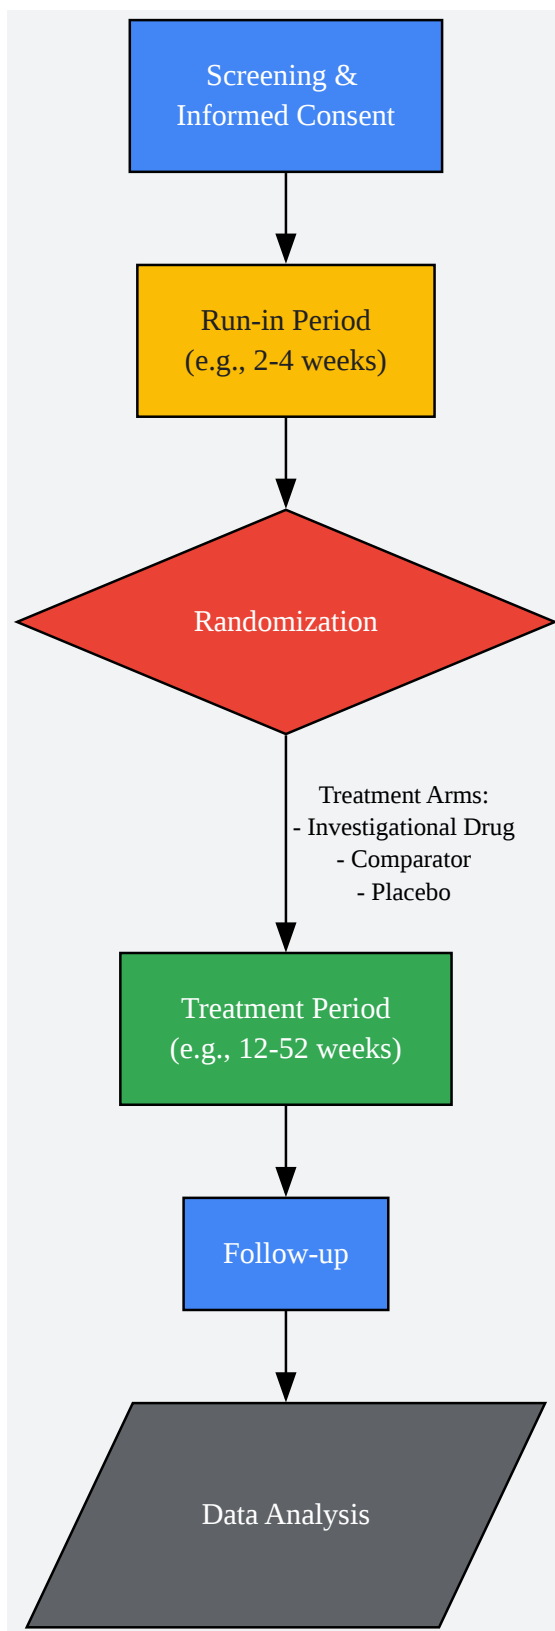 Screening &
Informed Consent
Run-in Period
(e.g., 2-4 weeks)
Randomization
Treatment Arms:
- Investigational Drug
- Comparator
- Placebo
Treatment Period
(e.g., 12-52 weeks)
Follow-up
Data Analysis